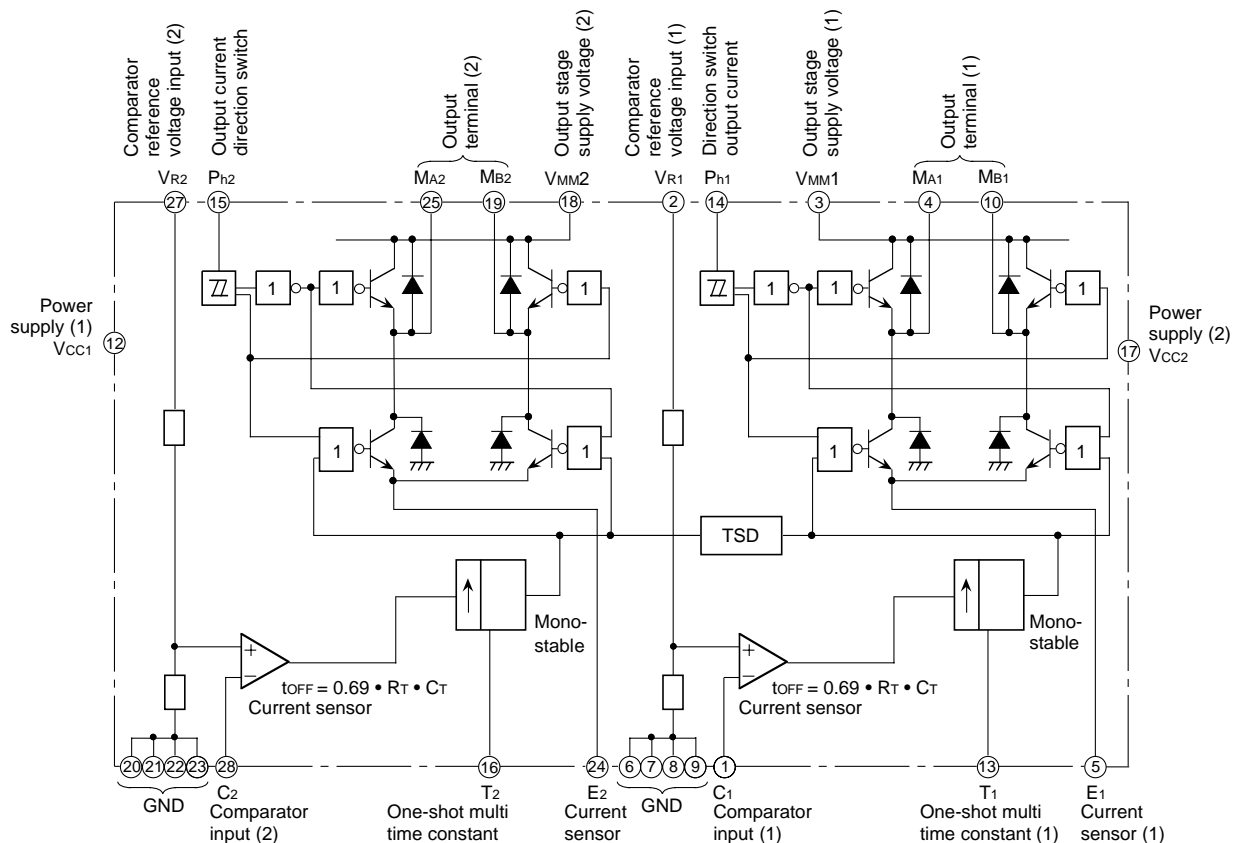 Comparator
reference
voltage input (2)
Output current
direction switch
Output
terminal (2)
Output stage
supply voltage (2)
Comparator
reference
voltage input (1)
Direction switch
output current
Output stage
supply voltage (1)
Output
terminal (1)
VR2
Ph2
MA2
MB2
VMM2
VR1
Ph1
VMM1
MA1
MB1
27
15
25
19
18
2
14
3
4
10
1
1
1
1
1
1
Power
supply (1)
VCC1
12
Power
supply (2)
VCC2
17
1
1
1
1
TSD
Mono-
stable
Mono-
stable
+
−
+
−
tOFF = 0.69 • RT • CT
Current sensor
tOFF = 0.69 • RT • CT
Current sensor
20
21
22
23
28
16
24
6
7
8
9
1
13
5
GND
C2
Comparator
input (2)
T2
One-shot multi
time constant
E2
Current
sensor
GND
C1
Comparator
input (1)
T1
One-shot multi
time constant (1)
E1
Current
sensor (1)